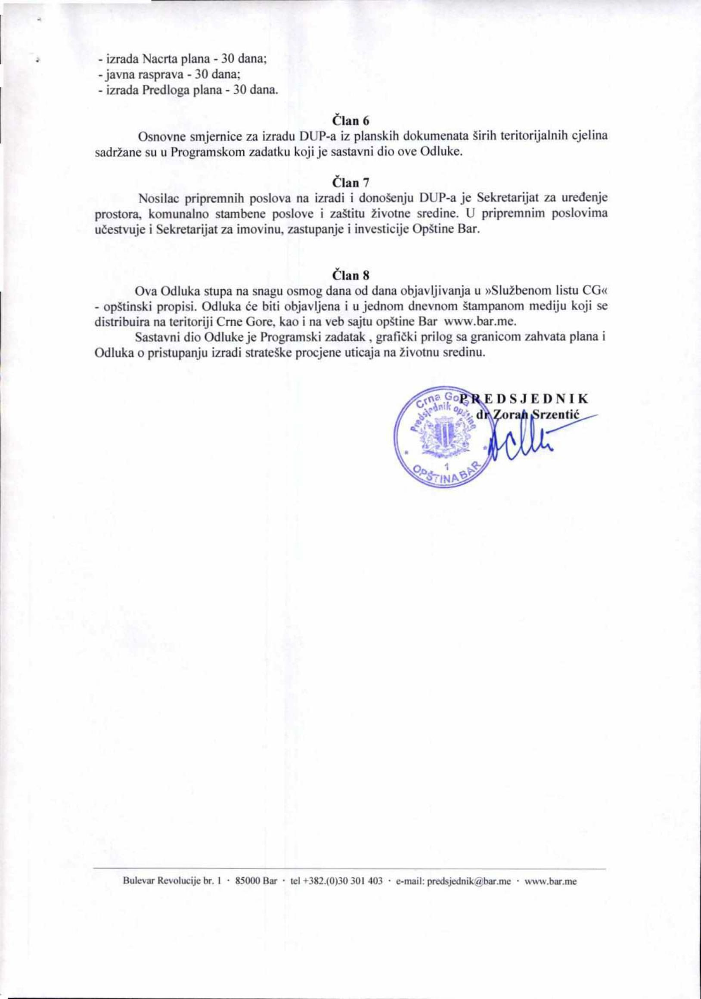 - izrada Nacrta plana - 30 dana;
- javna rasprava - 30 dana;
- izrada Predloga plana - 30 dana.
Član 6
Osnovne smjernice za izradu DUP-a iz planskih dokumenata širih teritorijalnih cjelina
sadržane su u Programskom zadatku koji je sastavni dio ove Odluke.
Član 7
Nosilac pripremnih poslova na izradi i donošenju DUP-a je Sekretarijat za uređenje
prostora, komunalno stambene poslove i zaštitu životne sredine. U pripremnim poslovima
učestvuje i Sekretarijat za imovinu, zastupanje i investicije Opštine Bar.
Član 8
Ova Odluka stupa na snagu osmog dana od dana objavljivanja u »Službenom listu CG«
- opštinski propisi. Odluka će biti objavljena i u jednom dnevnom štampanom mediju koji se
distribuira na teritoriji Crne Gore, kao i na veb sajtu opštine Bar www.bar.me.
Sastavni dio Odluke je Programski zadatak , grafički prilog sa granicom zahvata plana i
Odluka o pristupanju izradi strateške procjene uticaja na životnu sredinu.
PREDSJEDNIK
dr Zoran Srzentić
Crna Gora
Predsjednik opštine
1
OPŠTINA BAR
Bulevar Revolucije br. 1 · 85000 Bar · tel +382.(0)30 301 403 · e-mail: predsjednik@bar.me · www.bar.me